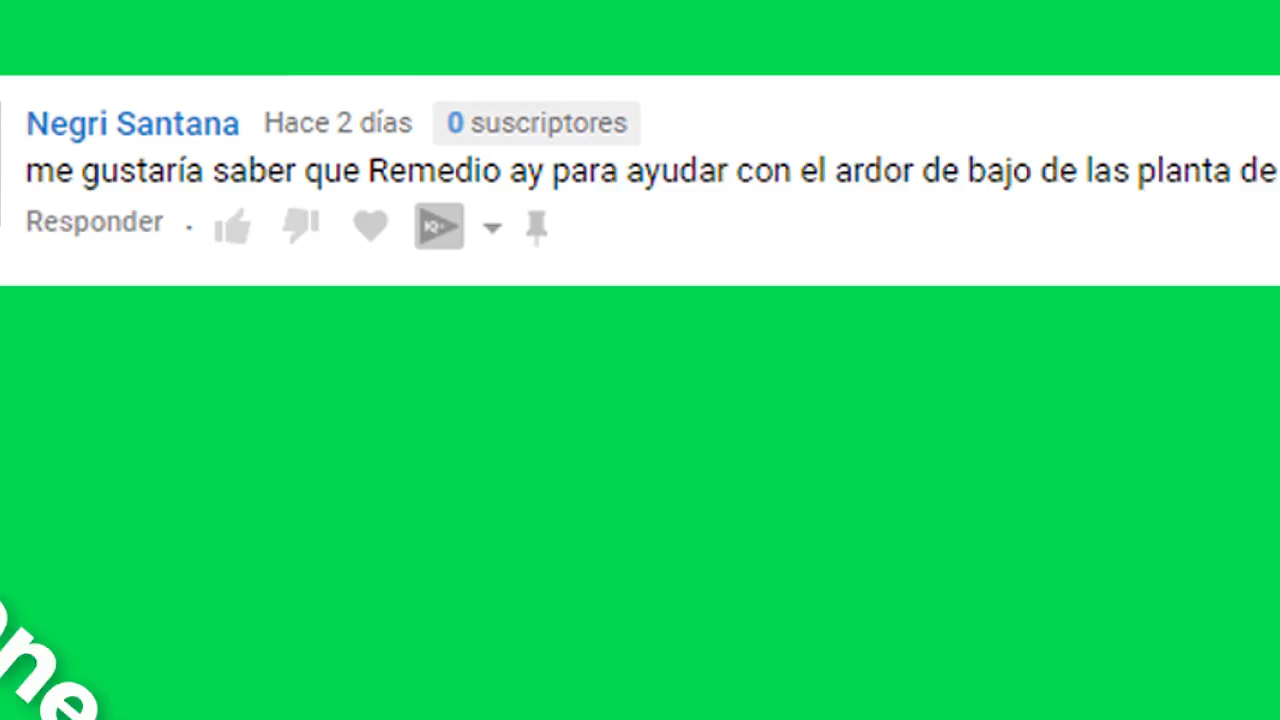 Negri Santana Hace 2 días 0 suscriptores
me gustaría saber que Remedio ay para ayudar con el ardor de bajo de las planta de
Responder .
ne